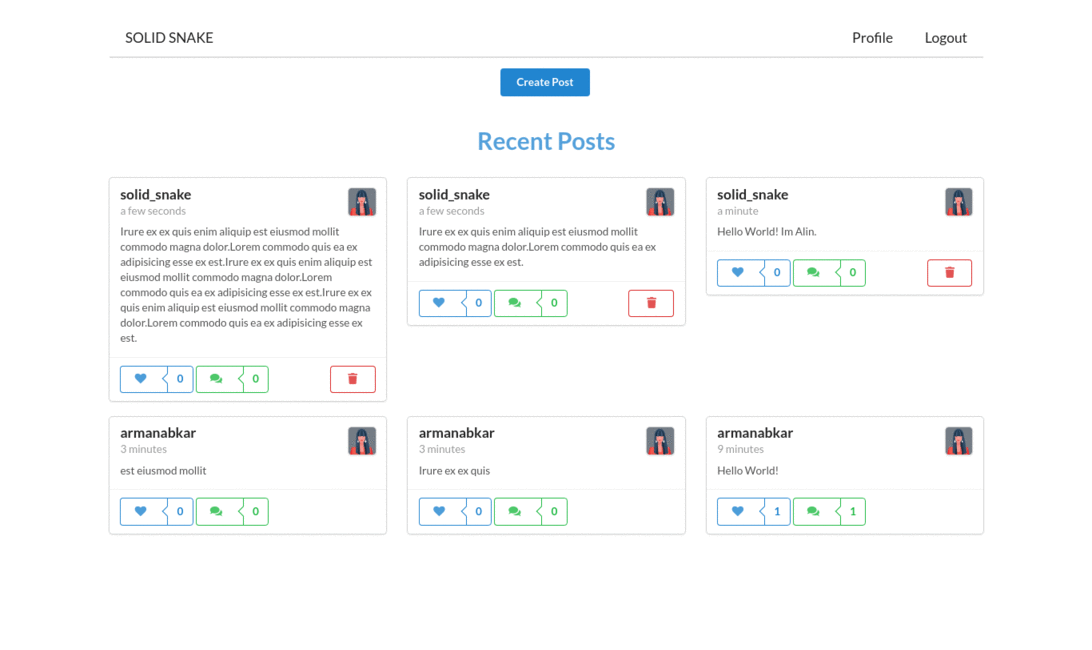 SOLID SNAKE
Profile
Logout
Create Post
Recent Posts
solid_snake
a few seconds
Irure ex ex quis enim aliquip est eiusmod mollit
commodo magna dolor.Lorem commodo quis ea ex
adipisicing esse ex est.Irure ex ex quis enim aliquip est
eiusmod mollit commodo magna dolor.Lorem
commodo quis ea ex adipisicing esse ex est.Irure ex ex
quis enim aliquip est eiusmod mollit commodo magna
dolor.Lorem commodo quis ea ex adipisicing esse ex
est.
0
0
solid_snake
a few seconds
Irure ex ex quis enim aliquip est eiusmod mollit
commodo magna dolor.Lorem commodo quis ea ex
adipisicing esse ex est.
0
0
solid_snake
a minute
Hello World! Im Alin.
0
0
armanabkar
3 minutes
est eiusmod mollit
0
0
armanabkar
3 minutes
Irure ex ex quis
0
0
armanabkar
9 minutes
Hello World!
1
1